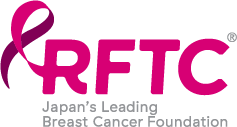 RFTC®
Japan's Leading
Breast Cancer Foundation